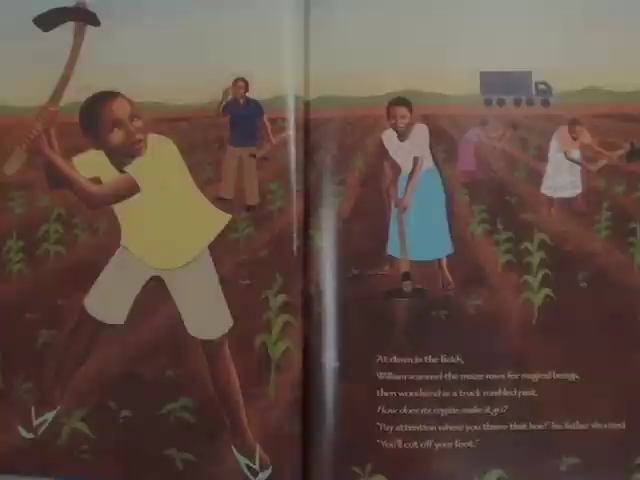 At dawn in the fields,
William scanned the maize rows for magical beings,
then wondered as a truck rumbled past,
How does its engine make it go?
"Pay attention where you throw that hoe!" his father shouted.
"You'll cut off your foot."